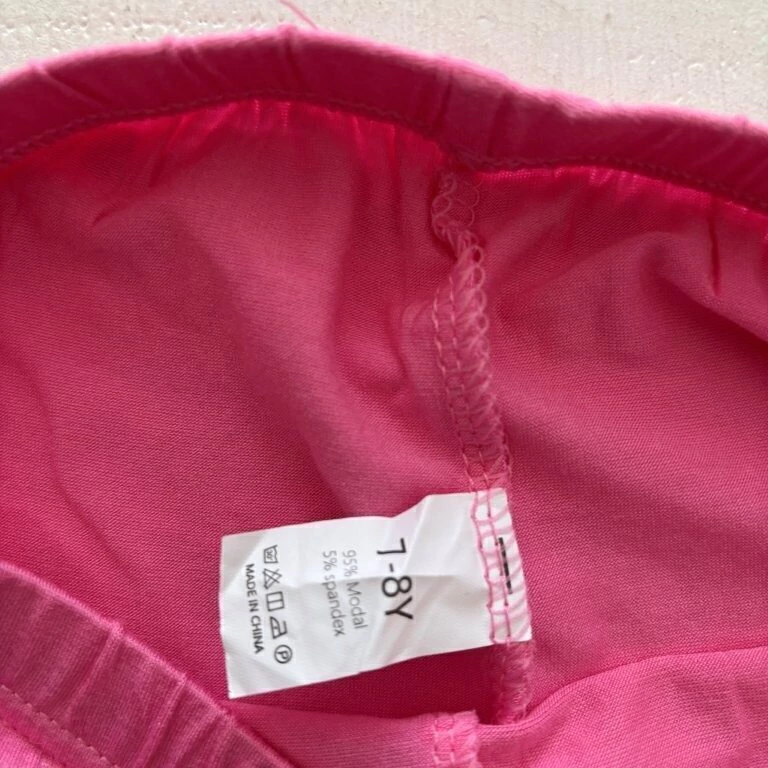 7-8Y
95% Modal
5% spandex
MADE IN CHINA